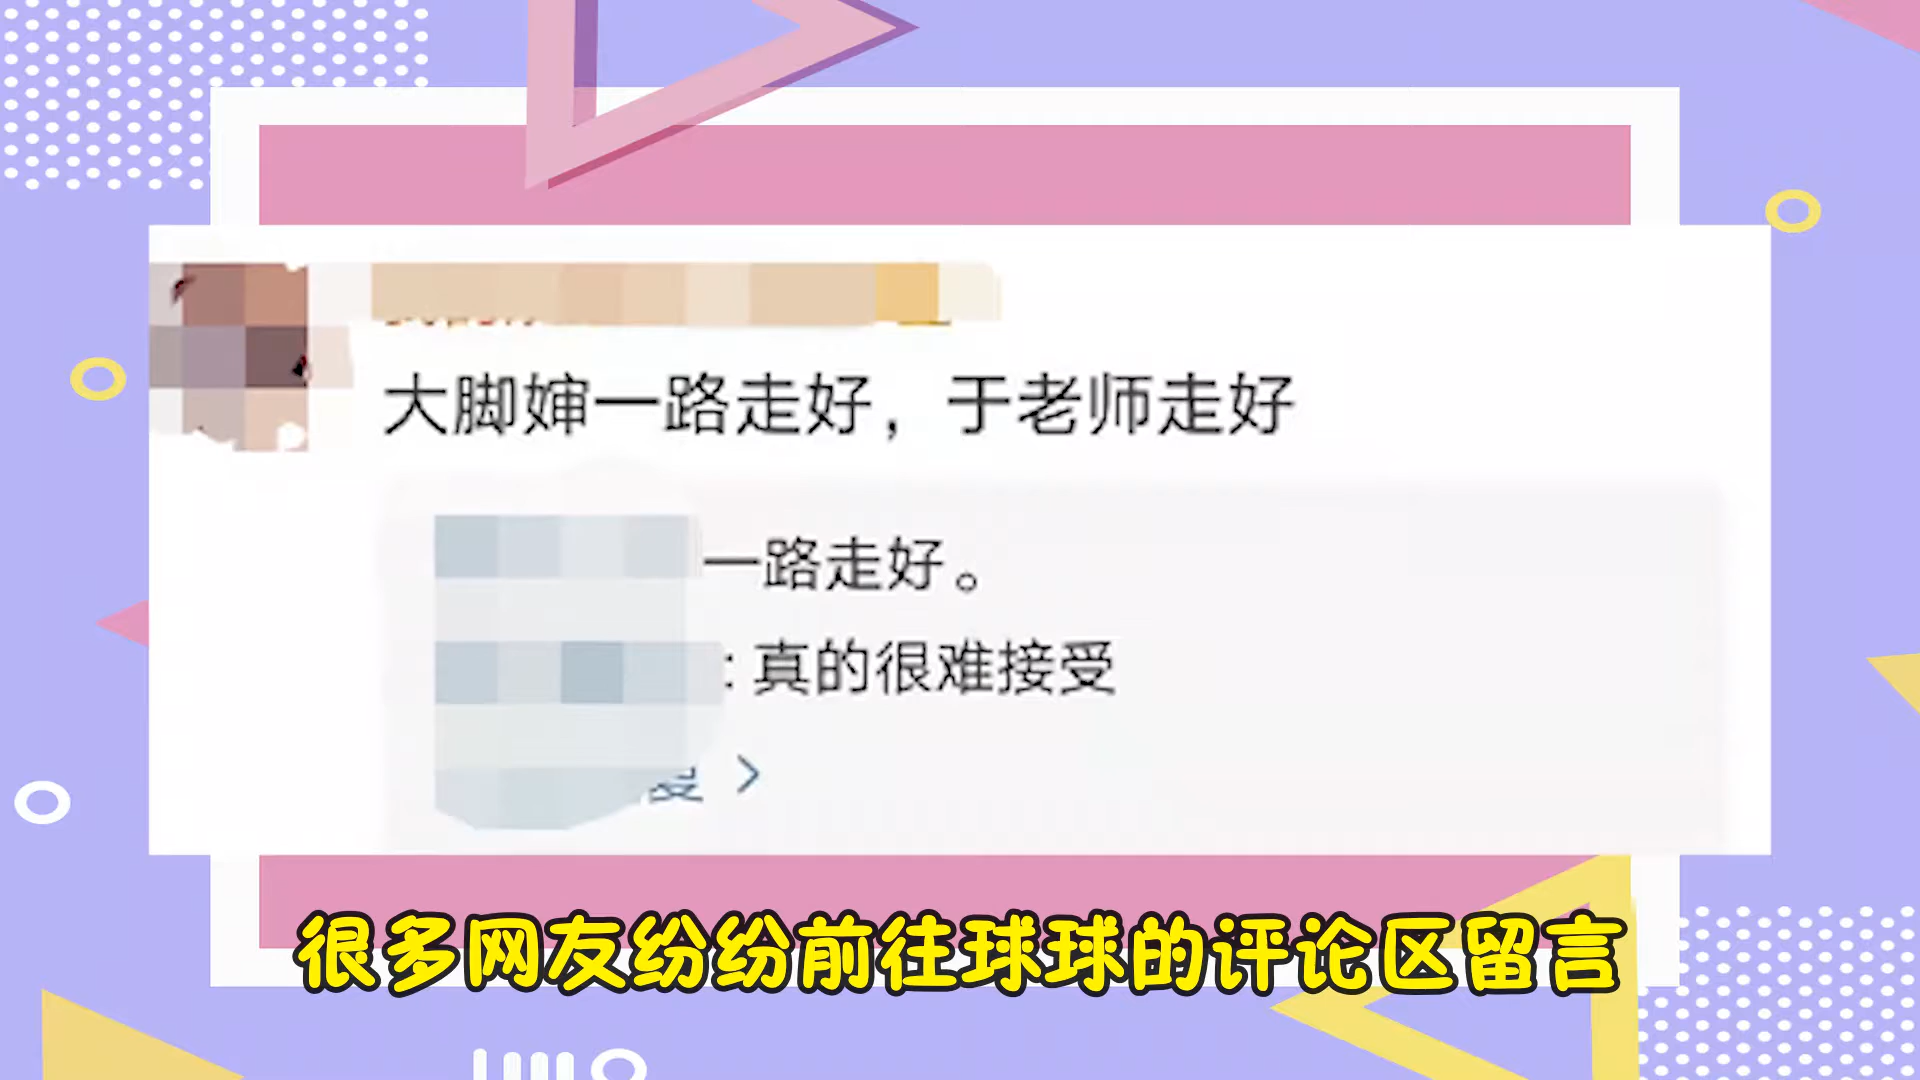 大脚婶一路走好，于老师走好
一路走好。
: 真的很难接受
很多网友纷纷前往球球的评论区留言